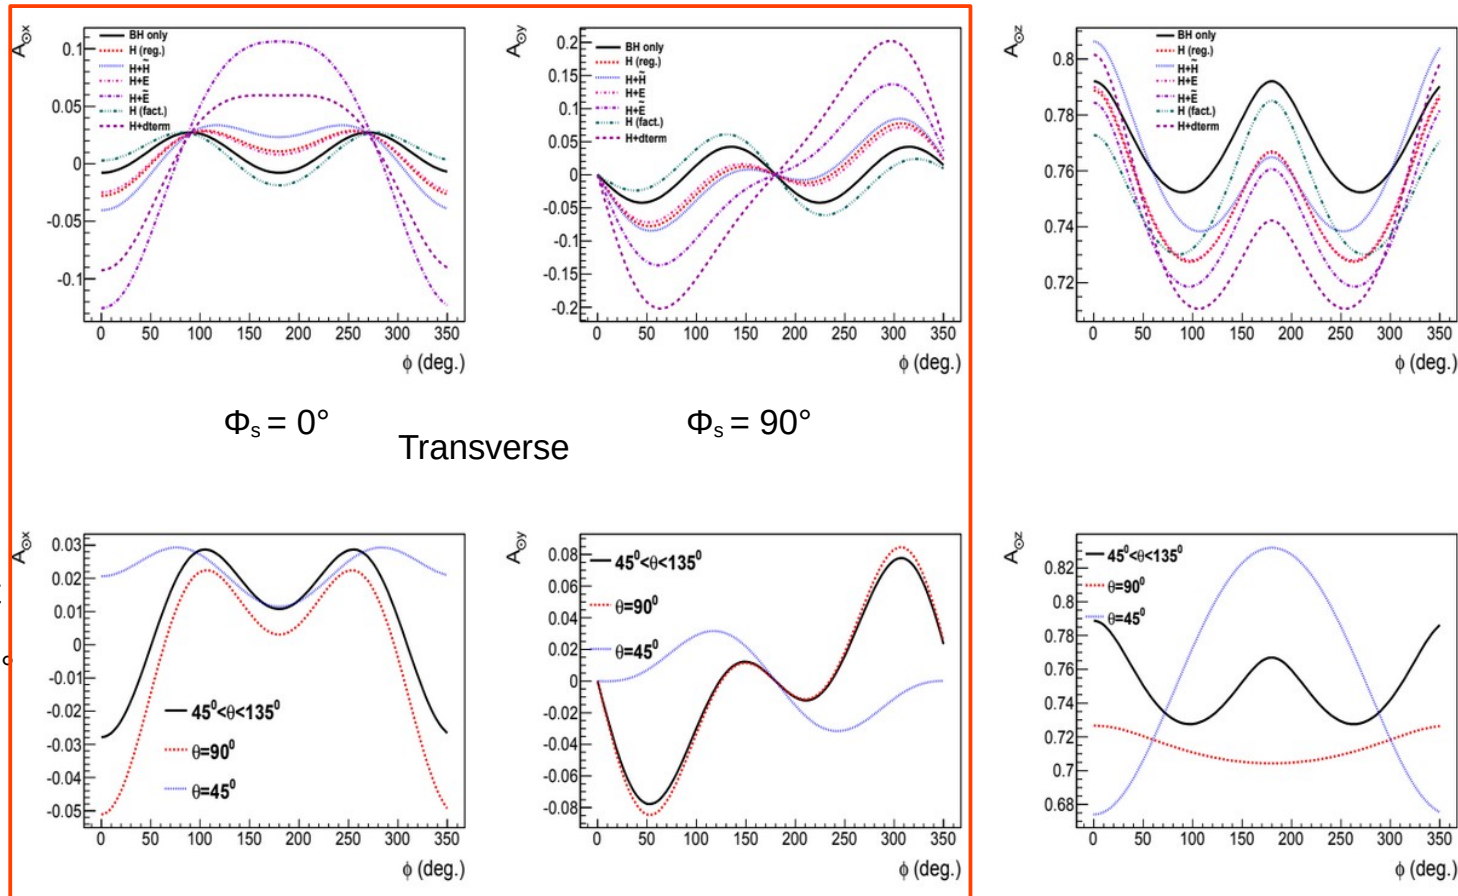 A⊙x
0.1
0.05
0
-0.05
-0.1
BH only
H (reg.)
H+H̃
H+E
H+Ẽ
H (fact.)
H+dterm
0 50 100 150 200 250 300 350
ϕ (deg.)
A⊙y
0.2
0.15
0.1
0.05
0
-0.05
-0.1
-0.15
-0.2
BH only
H (reg.)
H+H̃
H+E
H+Ẽ
H (fact.)
H+dterm
0 50 100 150 200 250 300 350
ϕ (deg.)
A⊙z
0.8
0.78
0.76
0.74
0.72
BH only
H (reg.)
H+H̃
H+E
H+Ẽ
H (fact.)
H+dterm
0 50 100 150 200 250 300 350
ϕ (deg.)
Φs = 0°
Φs = 90°
Transverse
A⊙x
0.03
0.02
0.01
0
-0.01
-0.02
-0.03
-0.04
-0.05
45⁰<θ<135⁰
θ=90⁰
θ=45⁰
0 50 100 150 200 250 300 350
ϕ (deg.)
A⊙y
0.08
0.06
0.04
0.02
0
-0.02
-0.04
-0.06
-0.08
45⁰<θ<135⁰
θ=90⁰
θ=45⁰
0 50 100 150 200 250 300 350
ϕ (deg.)
A⊙z
0.82
0.8
0.78
0.76
0.74
0.72
0.7
0.68
45⁰<θ<135⁰
θ=90⁰
θ=45⁰
0 50 100 150 200 250 300 350
ϕ (deg.)